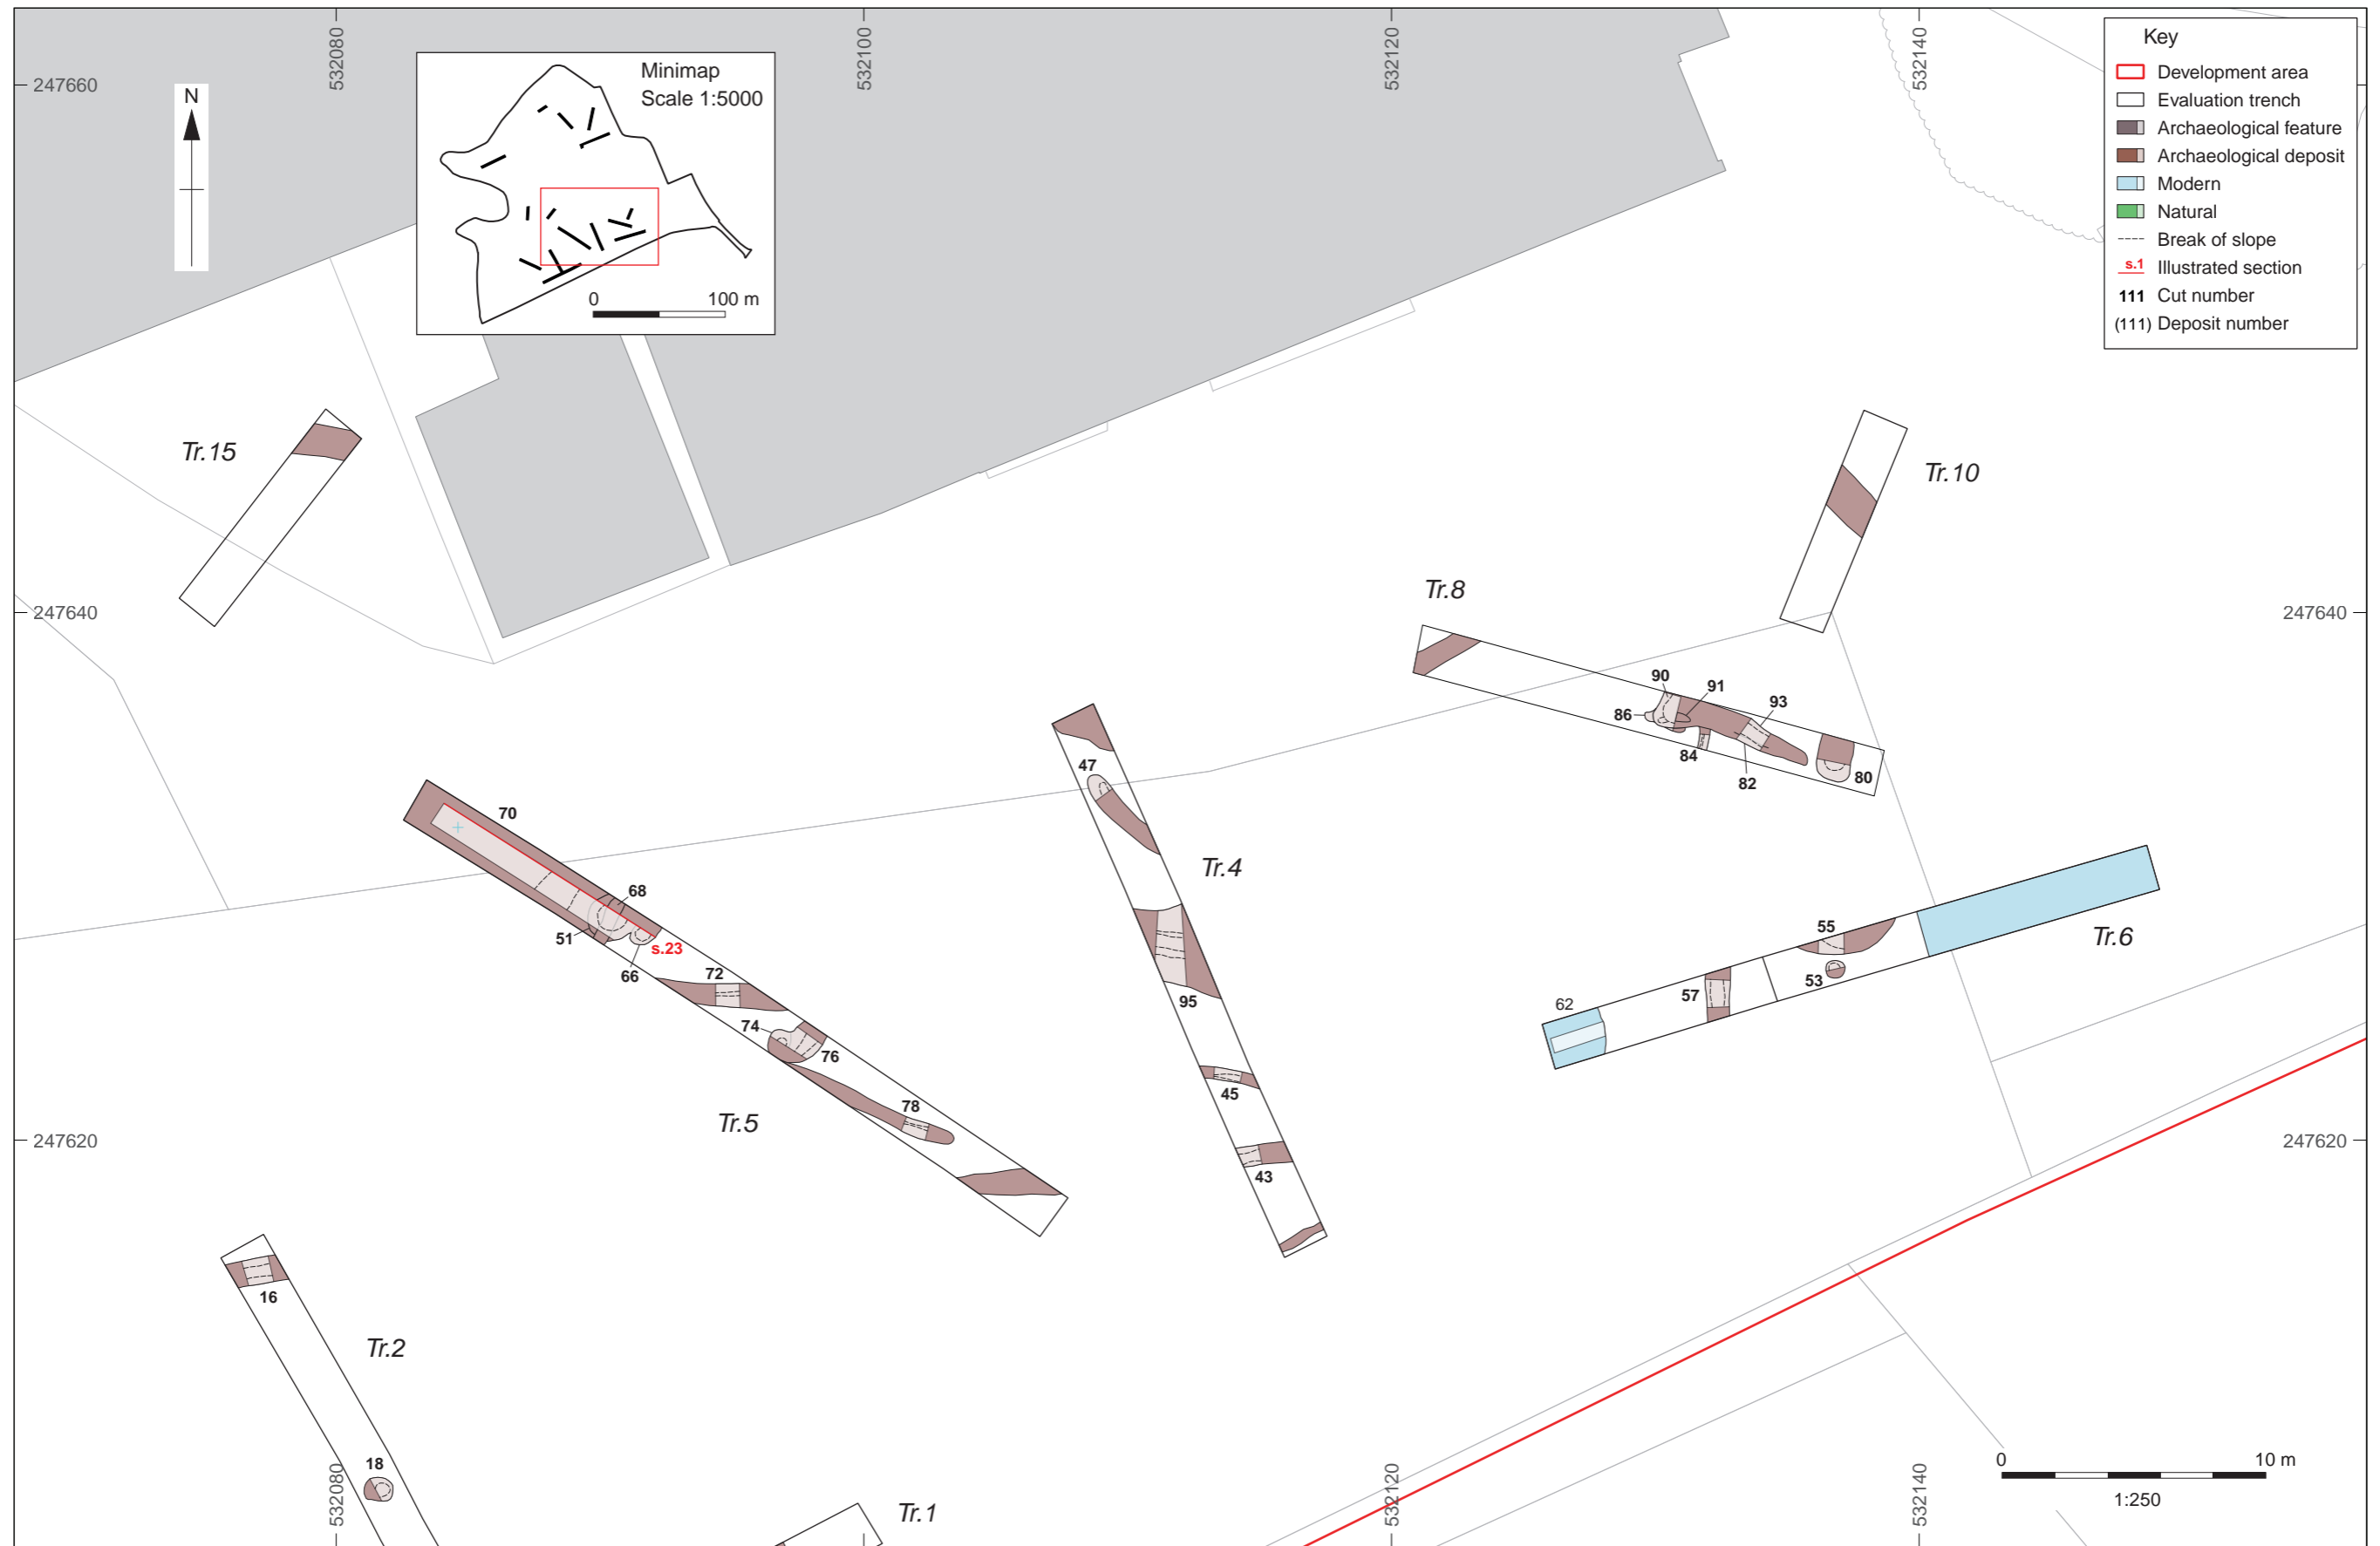 532080
532100
532120
532140
247660
N
Minimap
Scale 1:5000
0 100 m
Key
Development area
Evaluation trench
Archaeological feature
Archaeological deposit
Modern
Natural
Break of slope
s.1 Illustrated section
111 Cut number
(111) Deposit number
Tr.15
Tr.10
247640
Tr.8
247640
90
91
86
93
84
82
80
47
70
Tr.4
68
51
s.23
66
55
Tr.6
72
53
57
62
95
74
76
45
78
Tr.5
247620
43
247620
16
Tr.2
18
532080
Tr.1
532120
532140
0 10 m
1:250